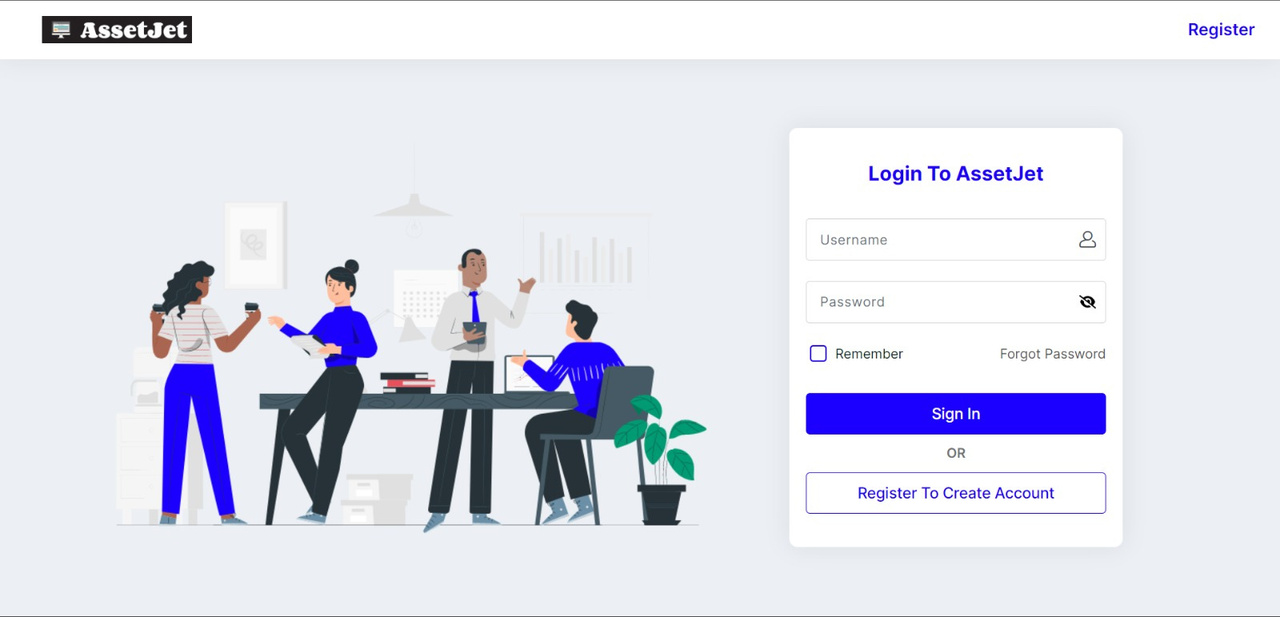 AssetJet
Register
Login To AssetJet
Username
Password
Remember
Forgot Password
Sign In
OR
Register To Create Account